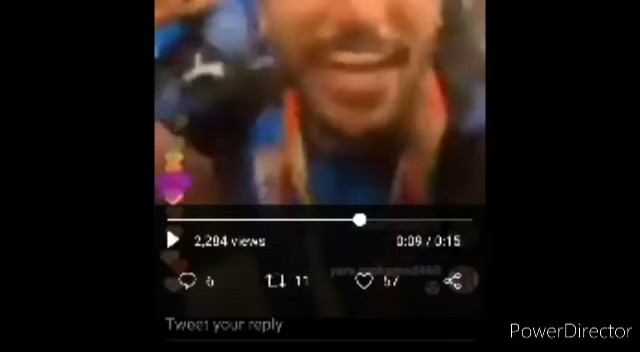 2,284 views
0:09 / 0:15
6
11
57
Tweet your reply
PowerDirector